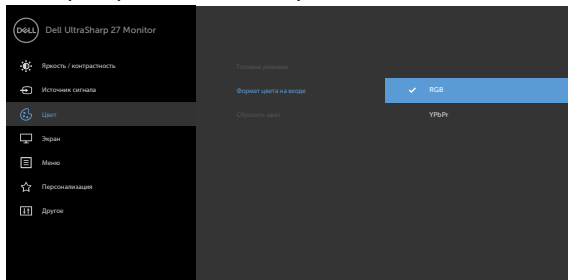 DELL
Dell UltraSharp 27 Monitor
Яркость / контрастность
Готовые режимы
Источник сигнала
Формат цвета на входе
✓ RGB
Цвет
Сбросить цвет
YPbPr
Экран
Меню
Персонализация
Другое